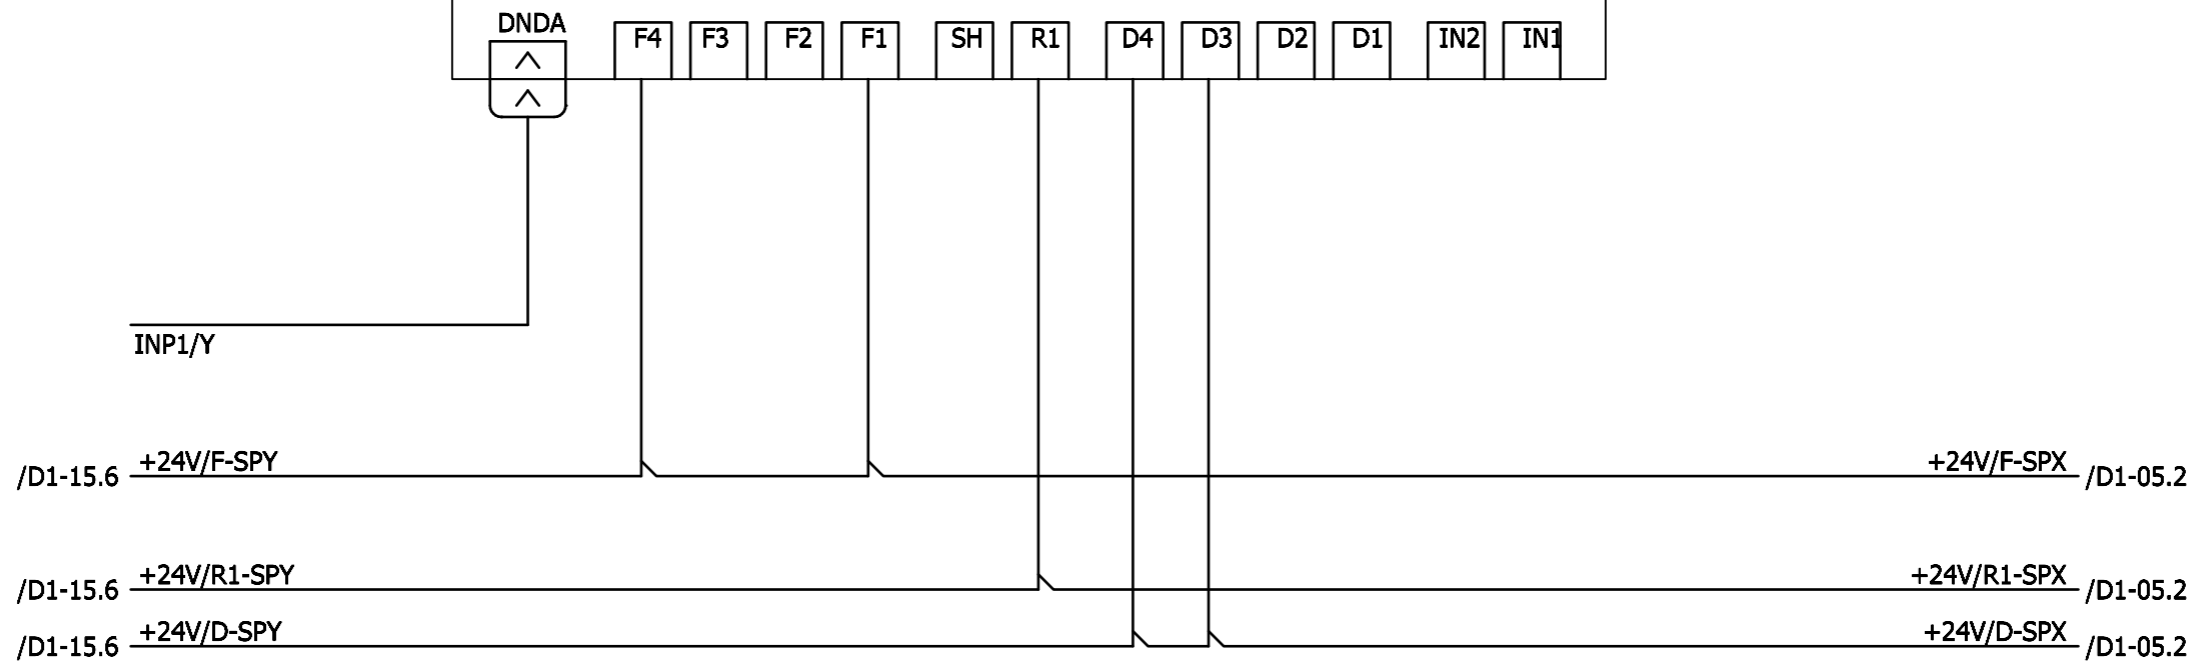 DNDA
F4 F3 F2 F1 SH R1 D4 D3 D2 D1 IN2 IN1
INP1/Y
/D1-15.6 +24V/F-SPY +24V/F-SPX /D1-05.2
/D1-15.6 +24V/R1-SPY +24V/R1-SPX /D1-05.2
/D1-15.6 +24V/D-SPY +24V/D-SPX /D1-05.2